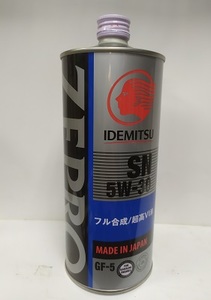 ZEPRO
IDEMITSU
SN
5W-30
フル合成/超高VI油
MADE IN JAPAN
GF-5